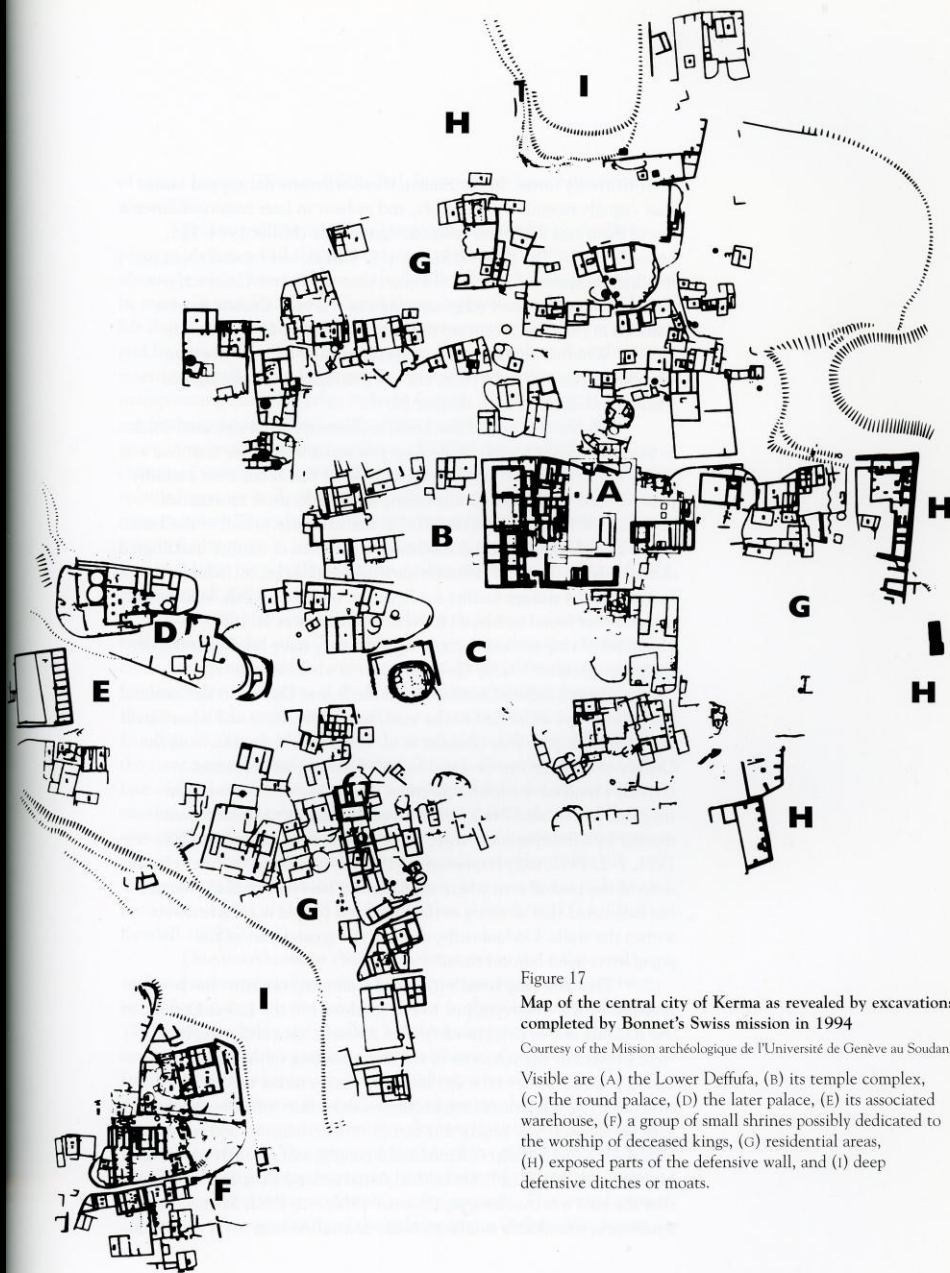 I
H
G
A
H
B
G
D
C
E
H
H
G
I
F
Figure 17
Map of the central city of Kerma as revealed by excavations
completed by Bonnet's Swiss mission in 1994
Courtesy of the Mission archéologique de l'Université de Genève au Soudan
Visible are (A) the Lower Deffufa, (B) its temple complex,
(C) the round palace, (D) the later palace, (E) its associated
warehouse, (F) a group of small shrines possibly dedicated to
the worship of deceased kings, (G) residential areas,
(H) exposed parts of the defensive wall, and (I) deep
defensive ditches or moats.